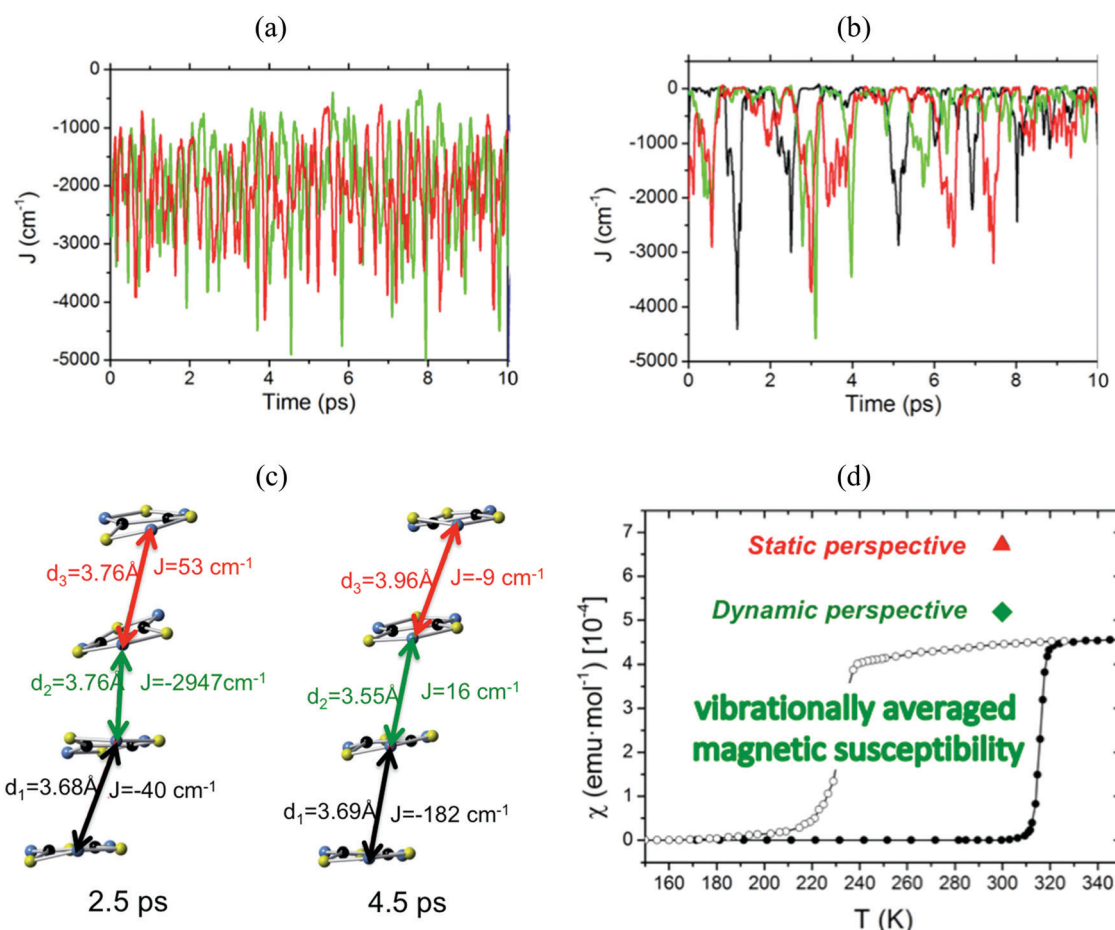 (a)
0
-1000
-2000
-3000
-4000
-5000
J (cm⁻¹)
0 2 4 6 8 10
Time (ps)
(b)
0
-1000
-2000
-3000
-4000
-5000
J (cm⁻¹)
0 2 4 6 8 10
Time (ps)
(c)
d₃=3.76Å J=53 cm⁻¹
d₂=3.76Å J=-2947cm⁻¹
d₁=3.68Å J=-40 cm⁻¹
2.5 ps
d₃=3.96Å J=-9 cm⁻¹
d₂=3.55Å J=16 cm⁻¹
d₁=3.69Å J=-182 cm⁻¹
4.5 ps
(d)
7
6
5
4
3
2
1
0
χ (emu·mol⁻¹) [10⁻⁴]
Static perspective
Dynamic perspective
vibrationally averaged
magnetic susceptibility
160 180 200 220 240 260 280 300 320 340
T (K)